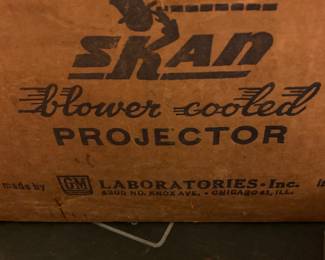 SKAN
blower cooled
PROJECTOR
made by GM LABORATORIES · Inc.
4300 NO. KNOX AVE. · CHICAGO 41, ILL.